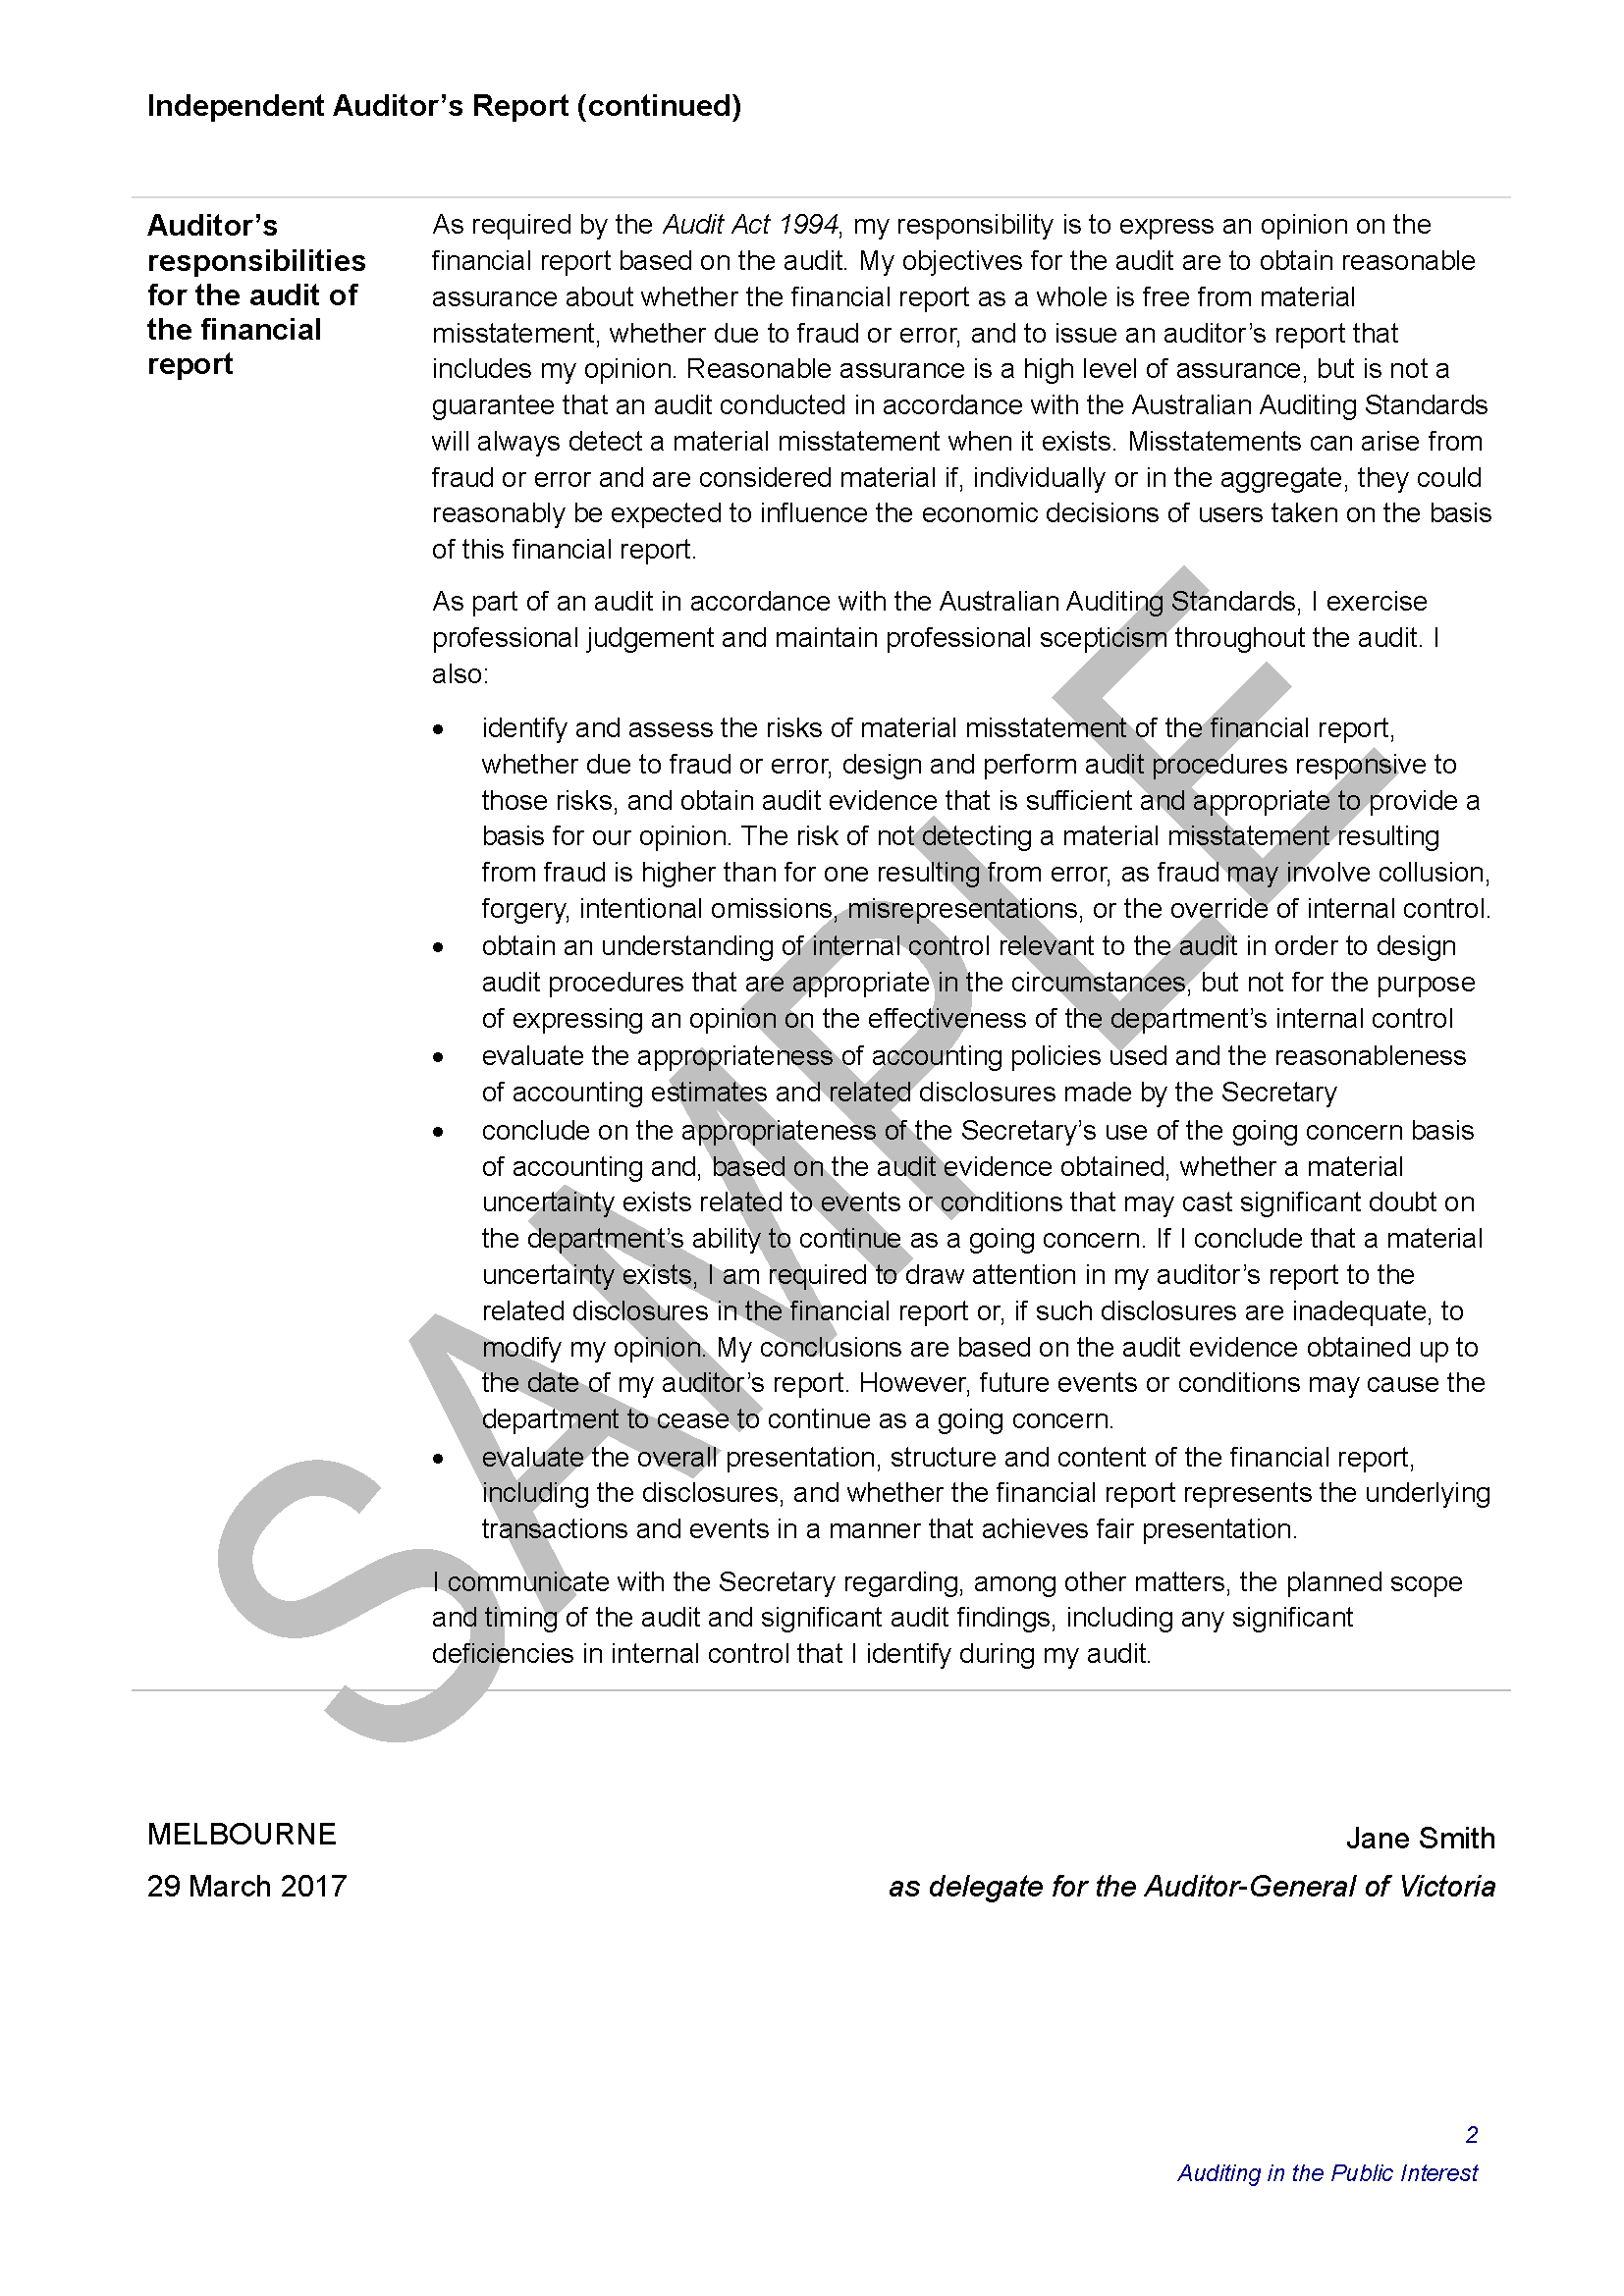 Independent Auditor’s Report (continued)
Auditor’s
responsibilities
for the audit of
the financial
report
As required by the Audit Act 1994, my responsibility is to express an opinion on the
financial report based on the audit. My objectives for the audit are to obtain reasonable
assurance about whether the financial report as a whole is free from material
misstatement, whether due to fraud or error, and to issue an auditor’s report that
includes my opinion. Reasonable assurance is a high level of assurance, but is not a
guarantee that an audit conducted in accordance with the Australian Auditing Standards
will always detect a material misstatement when it exists. Misstatements can arise from
fraud or error and are considered material if, individually or in the aggregate, they could
reasonably be expected to influence the economic decisions of users taken on the basis
of this financial report.
As part of an audit in accordance with the Australian Auditing Standards, I exercise
professional judgement and maintain professional scepticism throughout the audit. I
also:
• identify and assess the risks of material misstatement of the financial report,
whether due to fraud or error, design and perform audit procedures responsive to
those risks, and obtain audit evidence that is sufficient and appropriate to provide a
basis for our opinion. The risk of not detecting a material misstatement resulting
from fraud is higher than for one resulting from error, as fraud may involve collusion,
forgery, intentional omissions, misrepresentations, or the override of internal control.
• obtain an understanding of internal control relevant to the audit in order to design
audit procedures that are appropriate in the circumstances, but not for the purpose
of expressing an opinion on the effectiveness of the department’s internal control
• evaluate the appropriateness of accounting policies used and the reasonableness
of accounting estimates and related disclosures made by the Secretary
• conclude on the appropriateness of the Secretary’s use of the going concern basis
of accounting and, based on the audit evidence obtained, whether a material
uncertainty exists related to events or conditions that may cast significant doubt on
the department’s ability to continue as a going concern. If I conclude that a material
uncertainty exists, I am required to draw attention in my auditor’s report to the
related disclosures in the financial report or, if such disclosures are inadequate, to
modify my opinion. My conclusions are based on the audit evidence obtained up to
the date of my auditor’s report. However, future events or conditions may cause the
department to cease to continue as a going concern.
• evaluate the overall presentation, structure and content of the financial report,
including the disclosures, and whether the financial report represents the underlying
transactions and events in a manner that achieves fair presentation.
I communicate with the Secretary regarding, among other matters, the planned scope
and timing of the audit and significant audit findings, including any significant
deficiencies in internal control that I identify during my audit.
SAMPLE
MELBOURNE
29 March 2017
Jane Smith
as delegate for the Auditor-General of Victoria
2
Auditing in the Public Interest